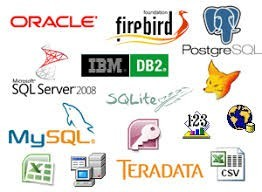 ORACLE
foundation
firebird
PostgreSQL
Microsoft
SQL Server 2008
IBM DB2.
SQLite
123
MySQL
TERADATA
CSV